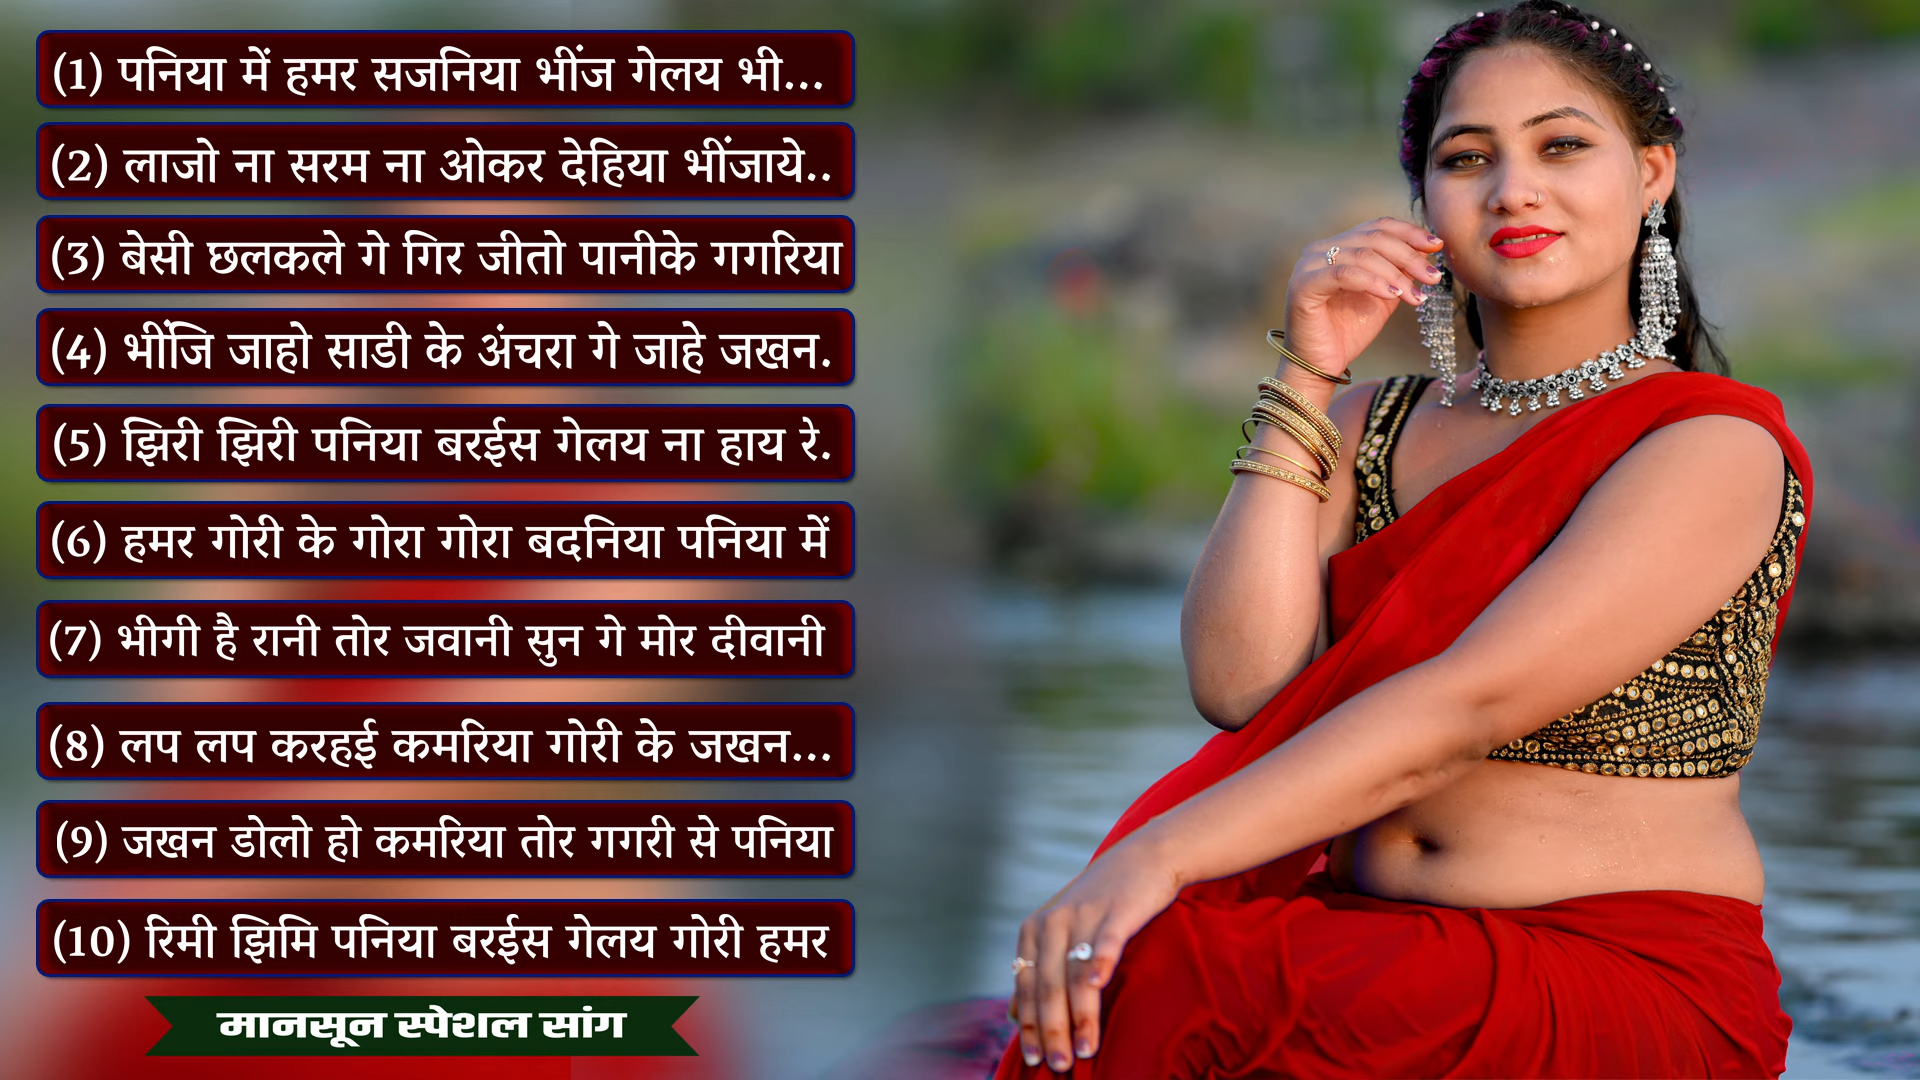 (1) पनिया में हमर सजनिया भींज गेलय भी...
(2) लाजो ना सरम ना ओकर देहिया भींजाये..
(3) बेसी छलकले गे गिर जीतो पानीके गगरिया
(4) भींजि जाहो साडी के अंचरा गे जाहे जखन.
(5) झिरी झिरी पनिया बरईस गेलय ना हाय रे.
(6) हमर गोरी के गोरा गोरा बदनिया पनिया में
(7) भीगी है रानी तोर जवानी सुन गे मोर दीवानी
(8) लप लप करहई कमरिया गोरी के जखन...
(9) जखन डोलो हो कमरिया तोर गगरी से पनिया
(10) रिमी झिमि पनिया बरईस गेलय गोरी हमर
मानसून स्पेशल सांग